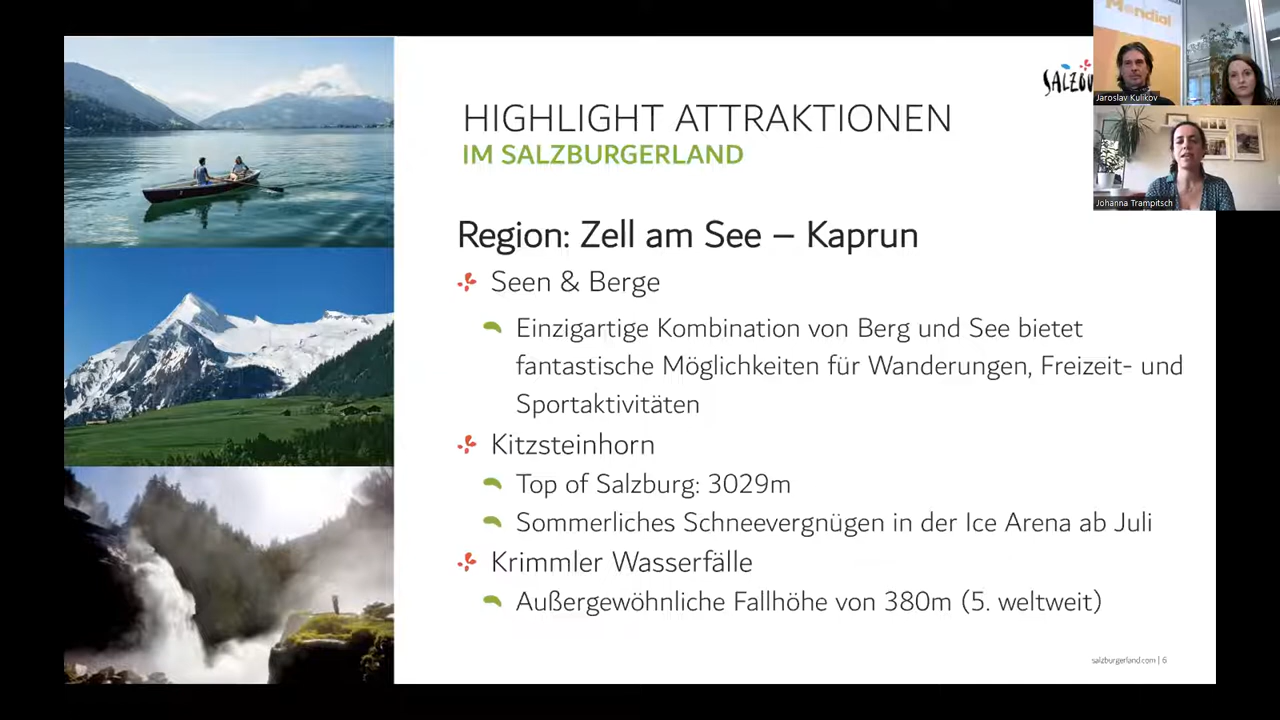 Mondial
Jaroslav Kulikov
Johanna Trampitsch
HIGHLIGHT ATTRAKTIONEN
IM SALZBURGERLAND
Region: Zell am See – Kaprun
Seen & Berge
Einzigartige Kombination von Berg und See bietet
fantastische Möglichkeiten für Wanderungen, Freizeit- und
Sportaktivitäten
Kitzsteinhorn
Top of Salzburg: 3029m
Sommerliches Schneevergnügen in der Ice Arena ab Juli
Krimmler Wasserfälle
Außergewöhnliche Fallhöhe von 380m (5. weltweit)
salzburgerland.com | 6